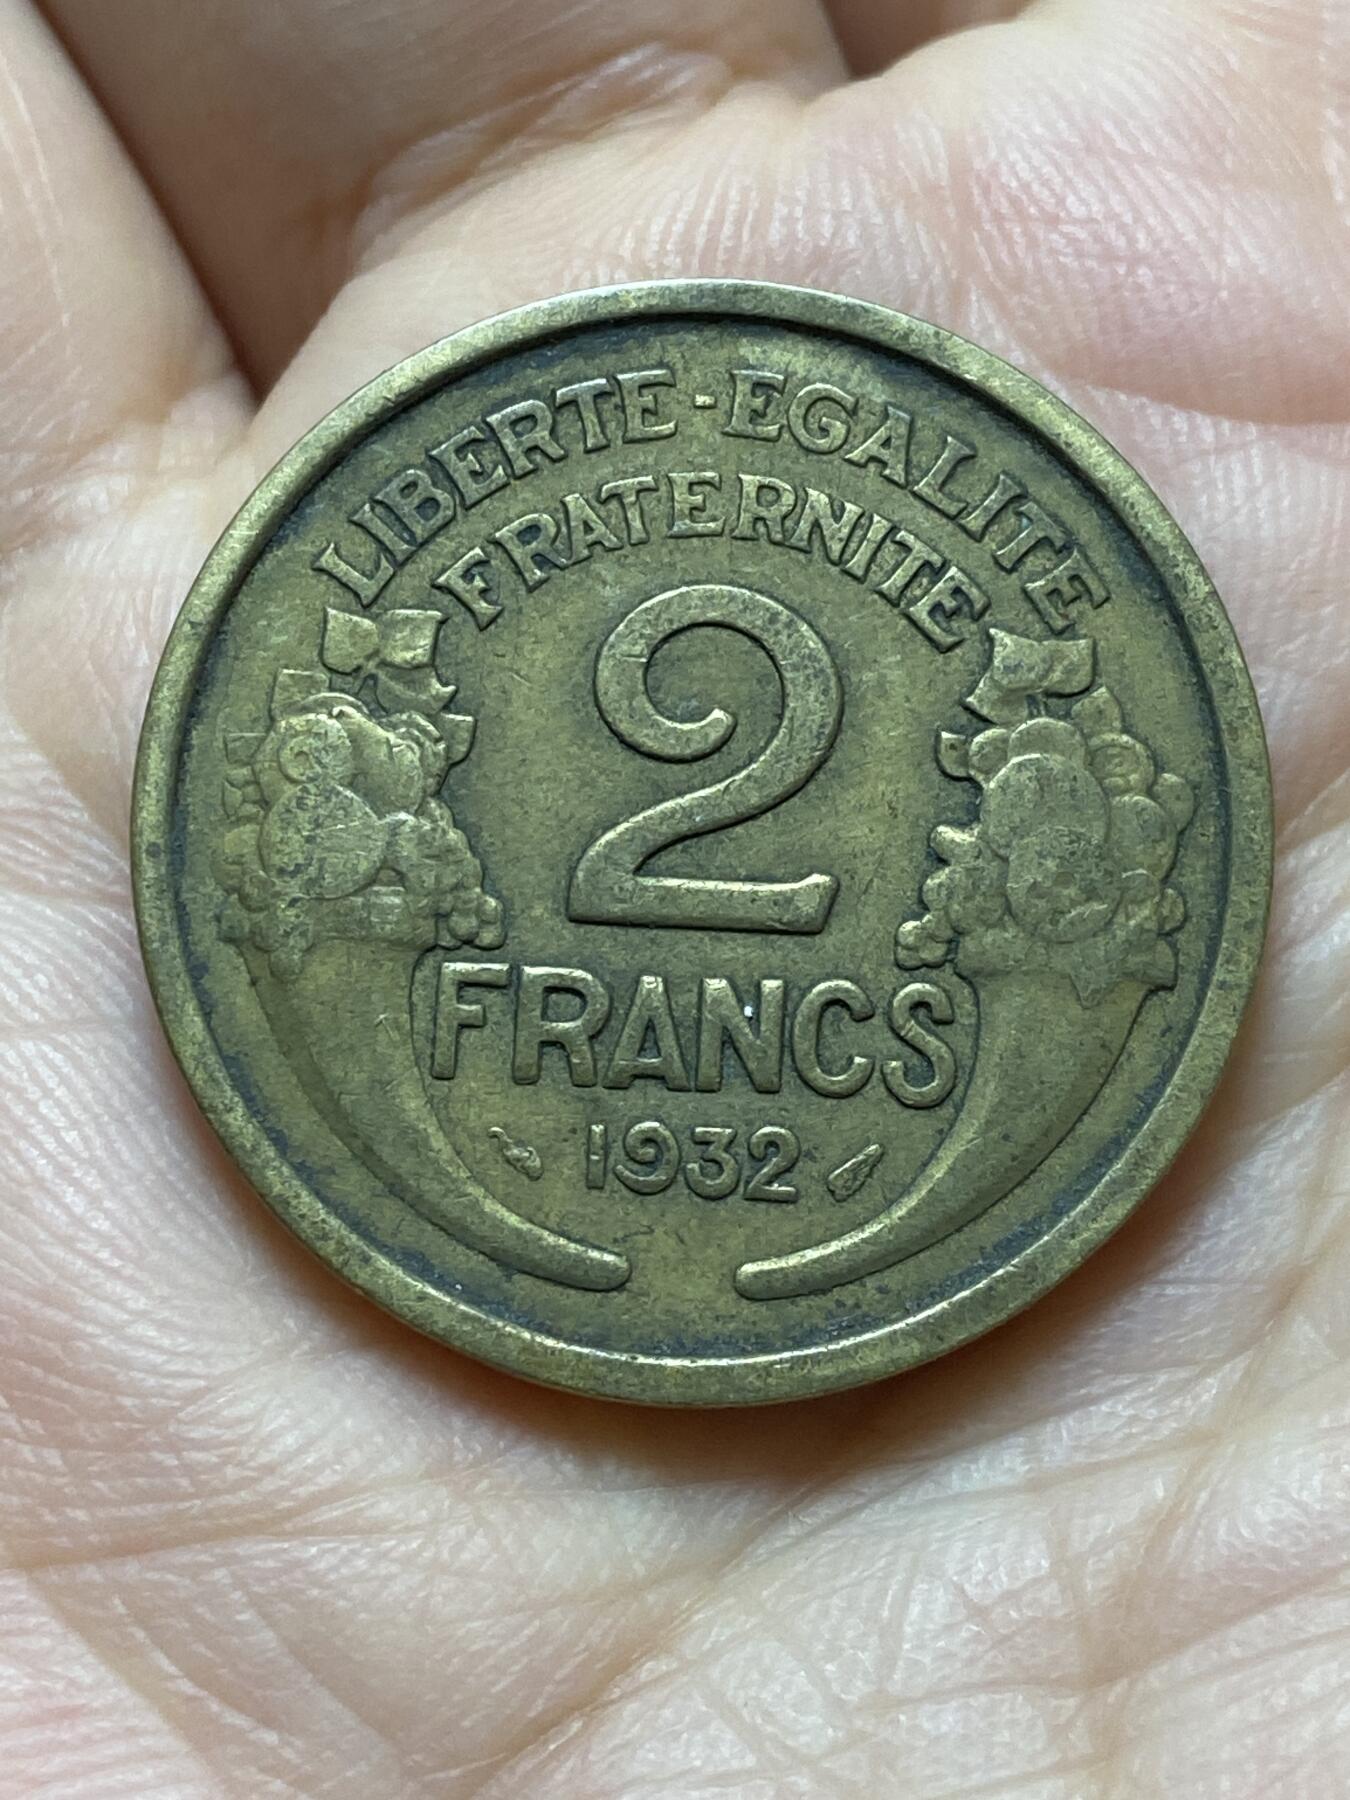 LIBERTE-EGALITE
FRATERNITE
2
FRANCS
1932